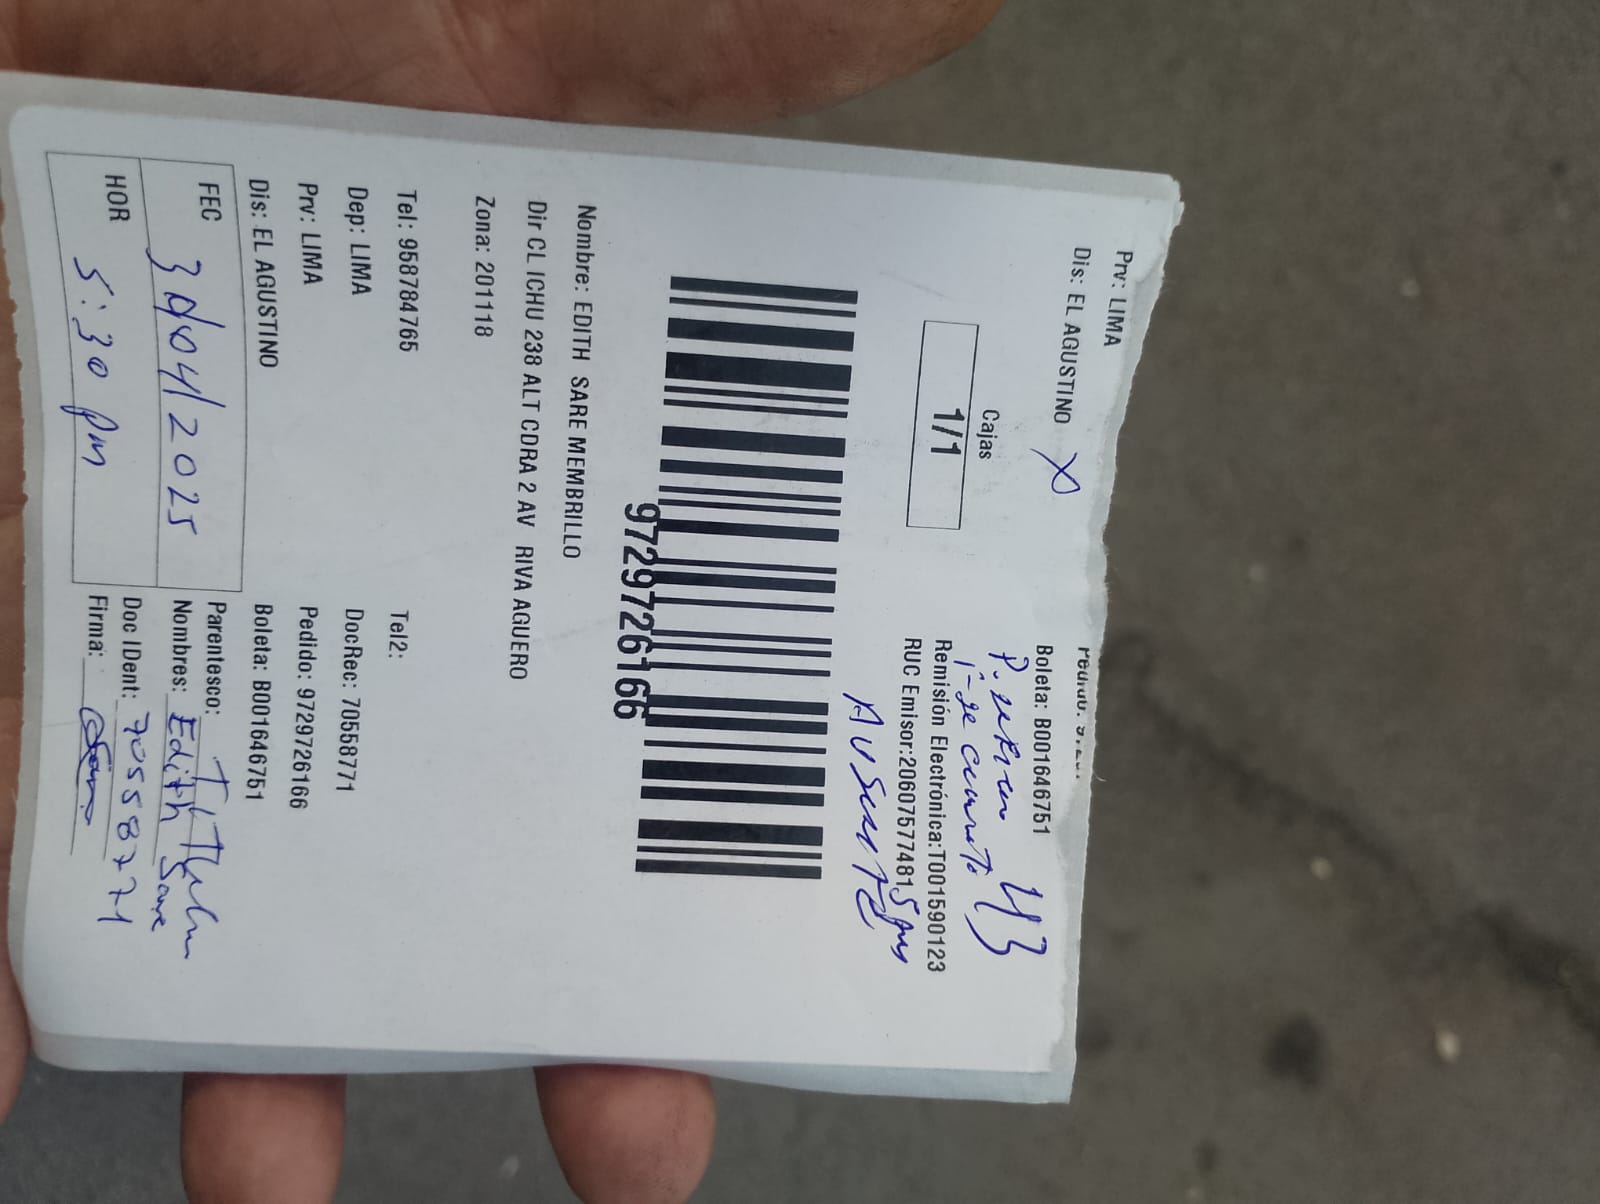 Prv: LIMA
Dis: EL AGUSTINO
Boleta: B001646751
Cajas
1/1
Remisión Electrónica:T001590123
RUC Emisor:20607577481
5pm
AUSENTE
9729726166
Nombre: EDITH SARE MEMBRILLO
Dir CL ICHU 238 ALT CDRA 2 AV RIVA AGUERO
Zona: 201118
Tel: 958784765 Tel2:
Dep: LIMA DocRec: 70558771
Prv: LIMA Pedido: 9729726166
Dis: EL AGUSTINO Boleta: B001646751
FEC 30/04/2025 Parentesco: Titular
Nombres: Edith Sare
HOR 5:30 pm Doc IDent: 70558771
Firma: